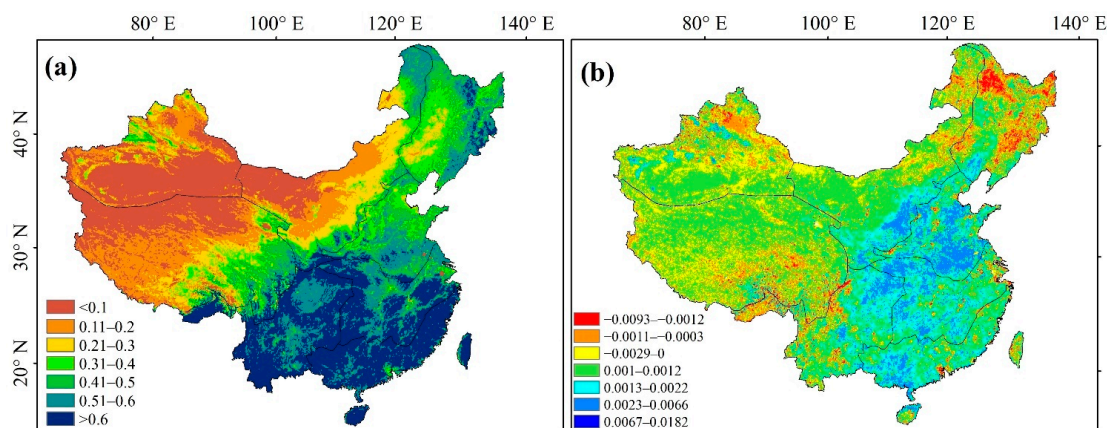 80° E 100° E 120° E 140° E
80° E 100° E 120° E 140° E
(a)
(b)
40° N
30° N
20° N
<0.1
0.11–0.2
0.21–0.3
0.31–0.4
0.41–0.5
0.51–0.6
>0.6
−0.0093–−0.0012
−0.0011–−0.0003
−0.0029–0
0.001–0.0012
0.0013–0.0022
0.0023–0.0066
0.0067–0.0182